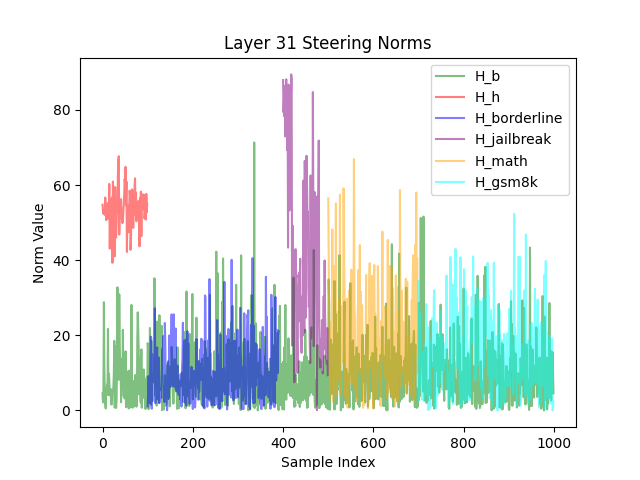 Layer 31 Steering Norms
H_b
H_h
H_borderline
H_jailbreak
H_math
H_gsm8k
80
60
40
20
0
Norm Value
0 200 400 600 800 1000
Sample Index